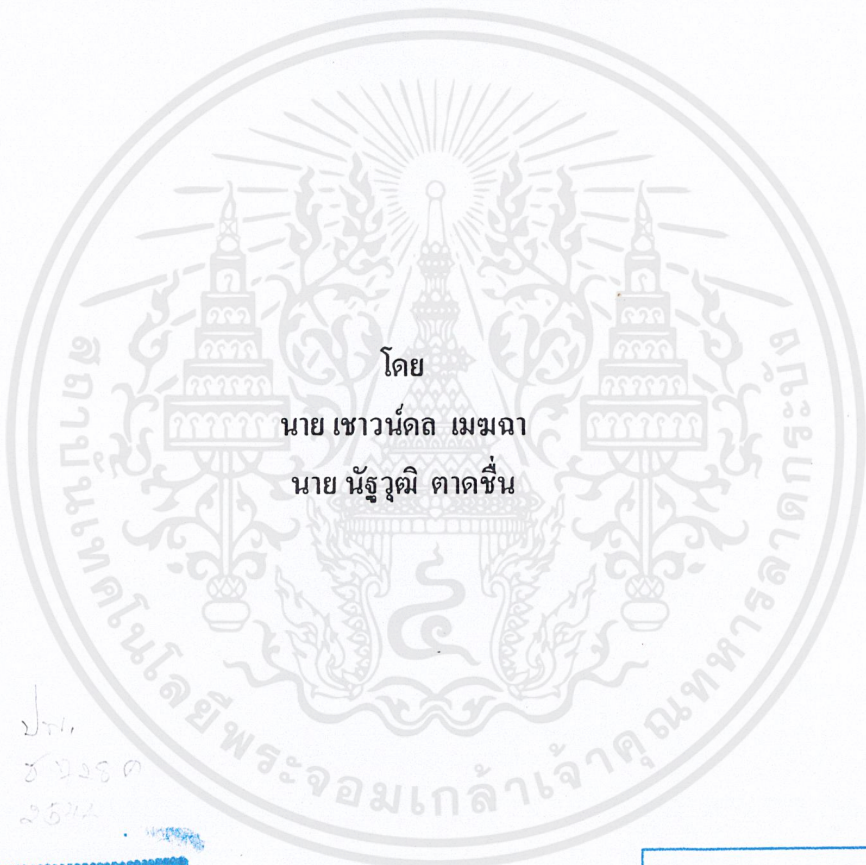 โดย
นาย เชาวน์ดล เมฆฉา
นาย นัฐวุฒิ ตาดชื่น
สถาบันเทคโนโลยีพระจอมเกล้าเจ้าคุณทหารลาดกระบัง
ปพ.